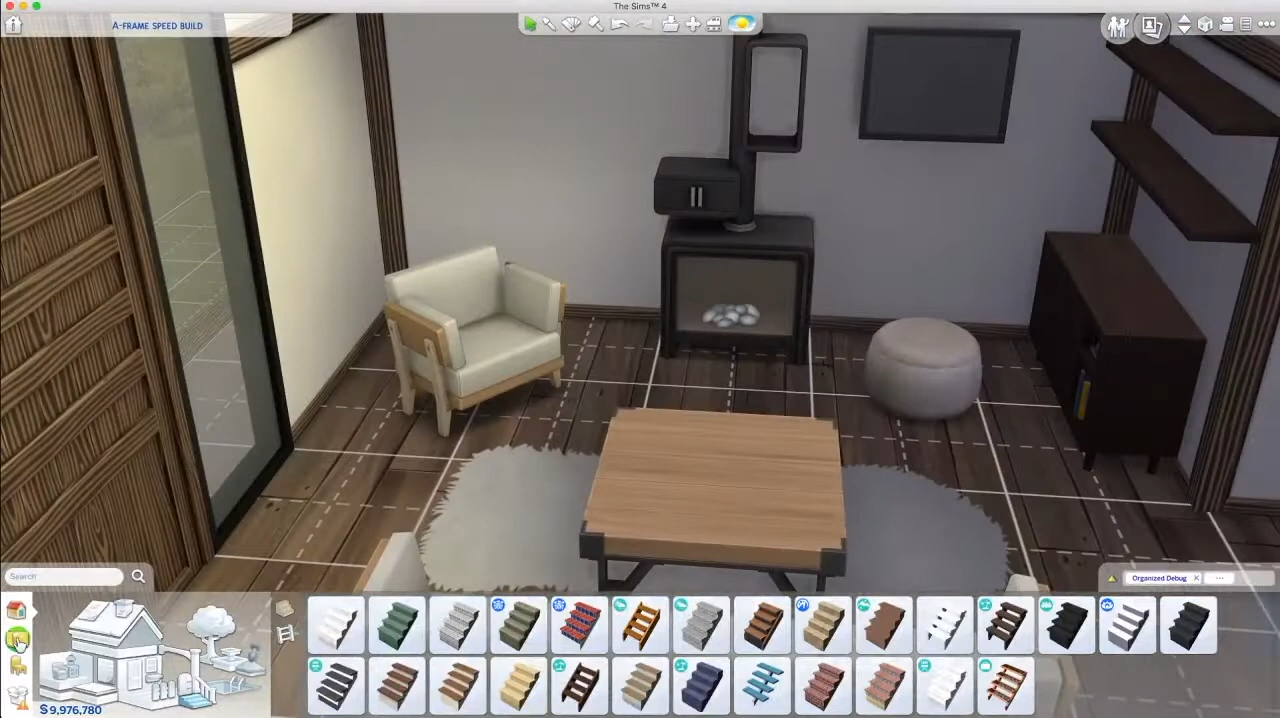 The Sims™ 4
A-FRAME SPEED BUILD
Search
Organized Debug
$9,976,780